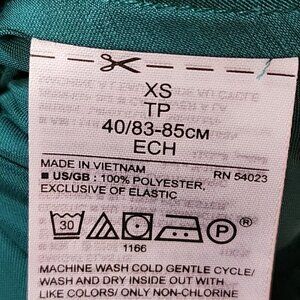 XS
TP
40/83-85CM
ECH
MADE IN VIETNAM RN 54023
■ US/GB: 100% POLYESTER,
EXCLUSIVE OF ELASTIC
30 P
1166
MACHINE WASH COLD GENTLE CYCLE/
WASH AND DRY INSIDE OUT WITH
LIKE COLORS/ ONLY NON-CHLORINE